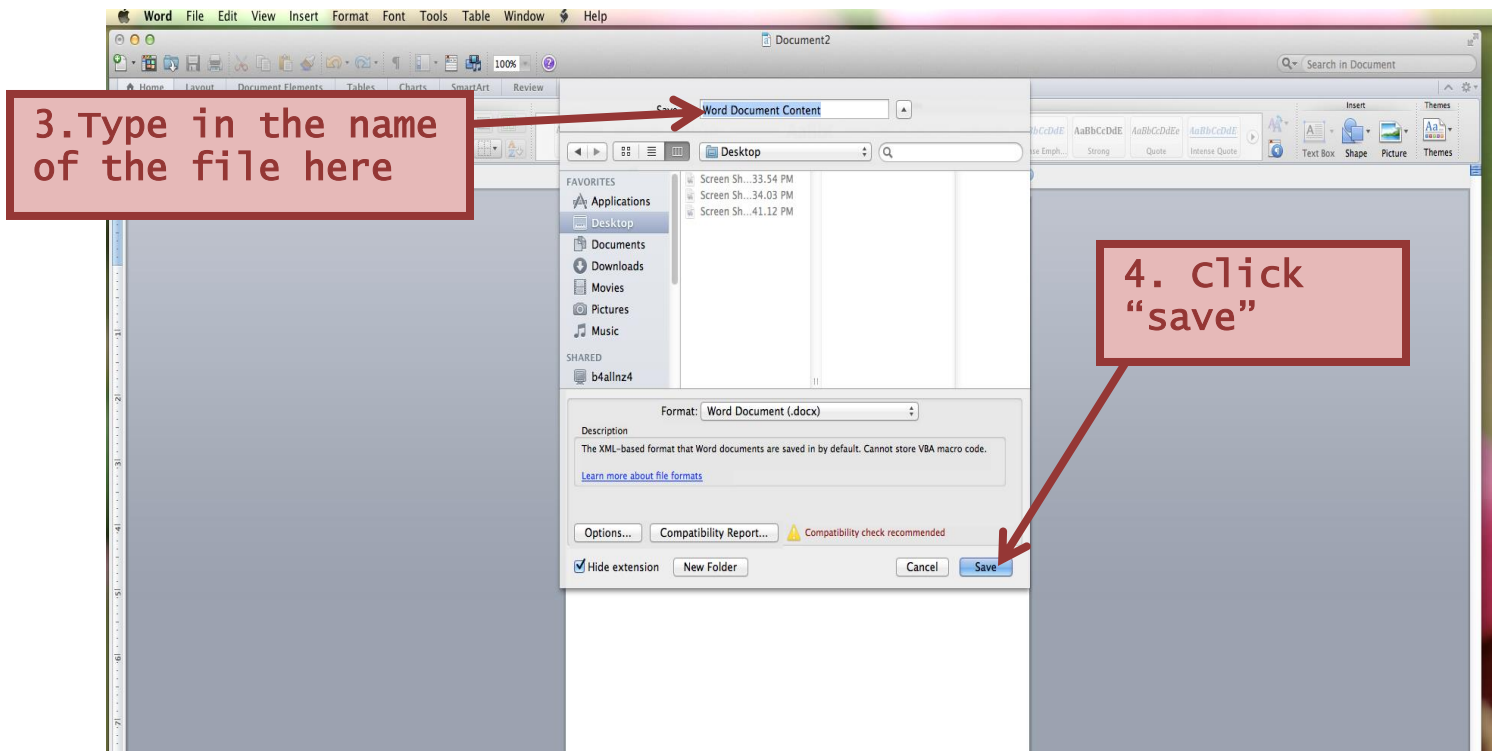 Word File Edit View Insert Format Font Tools Table Window Help
Document2
100%
Search in Document
Home Layout Document Elements Tables Charts SmartArt Review
3.Type in the name
of the file here
Save
Word Document Content
Insert Themes
AaBbCcDdE AaBbCcDdEe AaBbCcDdE
Strong Quote Intense Quote
Text Box Shape Picture Themes
Desktop
FAVORITES
Applications
Desktop
Documents
Downloads
Movies
Pictures
Music
SHARED
b4allnz4
Screen Sh...33.54 PM
Screen Sh...34.03 PM
Screen Sh...41.12 PM
4. Click
“save”
Format: Word Document (.docx)
Description
The XML-based format that Word documents are saved in by default. Cannot store VBA macro code.
Learn more about file formats
Options... Compatibility Report... Compatibility check recommended
Hide extension New Folder Cancel Save